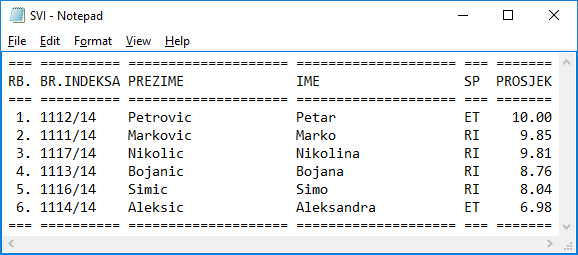 SVI - Notepad
File Edit Format View Help
=== ========== ==================== ==================== === =======
RB. BR.INDEKSA PREZIME              IME                  SP  PROSJEK
=== ========== ==================== ==================== === =======
 1. 1112/14    Petrovic             Petar                ET    10.00
 2. 1111/14    Markovic             Marko                RI     9.85
 3. 1117/14    Nikolic              Nikolina             RI     9.81
 4. 1113/14    Bojanic              Bojana               RI     8.76
 5. 1116/14    Simic                Simo                 RI     8.04
 6. 1114/14    Aleksic              Aleksandra           ET     6.98
=== ========== ==================== ==================== === =======